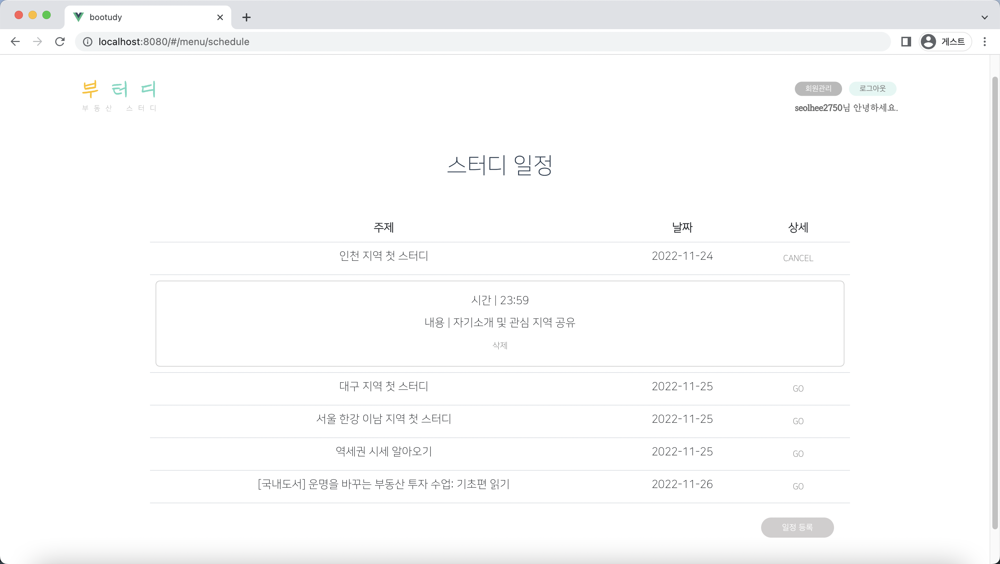 bootudy
localhost:8080/#/menu/schedule
게스트
부터디
부동산 스터디
회원관리 로그아웃
seolhee2750님 안녕하세요.
스터디 일정
주제 날짜 상세
인천 지역 첫 스터디 2022-11-24 CANCEL
시간 | 23:59
내용 | 자기소개 및 관심 지역 공유
삭제
대구 지역 첫 스터디 2022-11-25 GO
서울 한강 이남 지역 첫 스터디 2022-11-25 GO
역세권 시세 알아오기 2022-11-25 GO
[국내도서] 운명을 바꾸는 부동산 투자 수업: 기초편 읽기 2022-11-26 GO
일정 등록